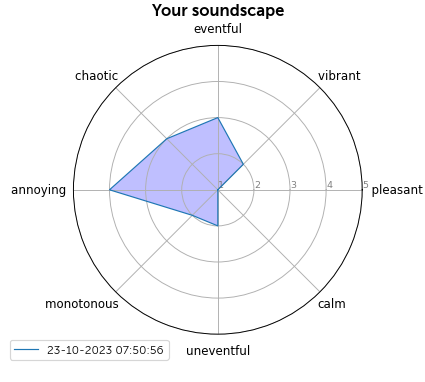 Your soundscape
eventful
chaotic
vibrant
annoying
1
2
3
4
5
pleasant
monotonous
calm
23-10-2023 07:50:56
uneventful